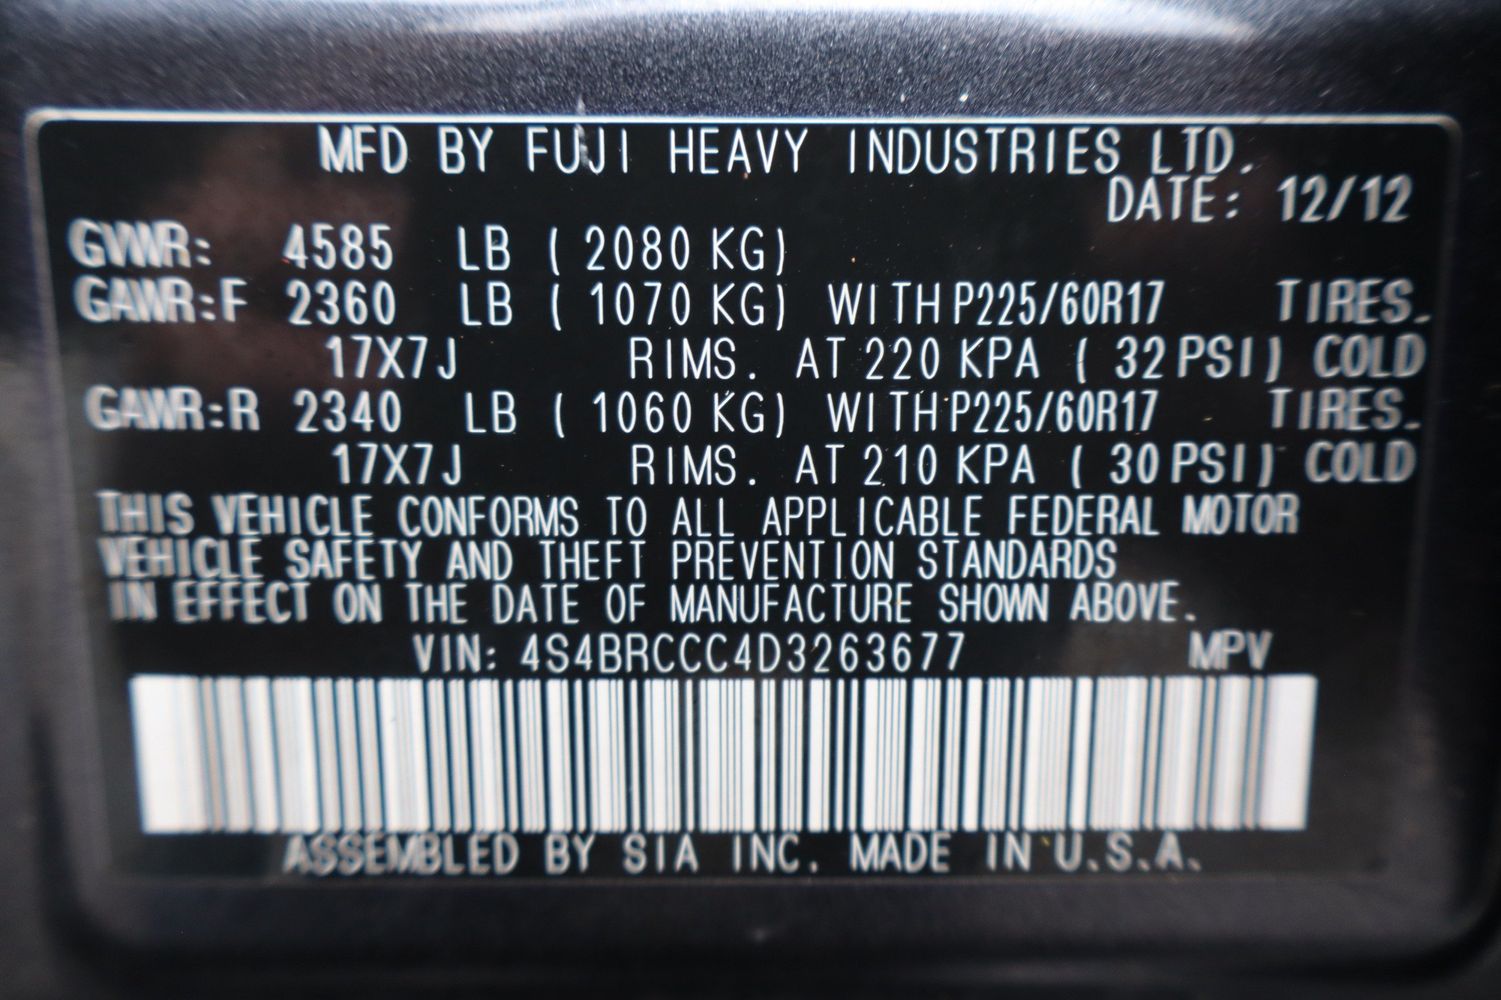 MFD BY FUJI HEAVY INDUSTRIES LTD.
DATE: 12/12
GVWR: 4585 LB ( 2080 KG)
GAWR:F 2360 LB ( 1070 KG) WITH P225/60R17 TIRES.
17X7J RIMS. AT 220 KPA ( 32 PSI) COLD
GAWR:R 2340 LB ( 1060 KG) WITH P225/60R17 TIRES.
17X7J RIMS. AT 210 KPA ( 30 PSI) COLD
THIS VEHICLE CONFORMS TO ALL APPLICABLE FEDERAL MOTOR
VEHICLE SAFETY AND THEFT PREVENTION STANDARDS
IN EFFECT ON THE DATE OF MANUFACTURE SHOWN ABOVE.
VIN: 4S4BRCCC4D3263677 MPV
ASSEMBLED BY SIA INC. MADE IN U.S.A.